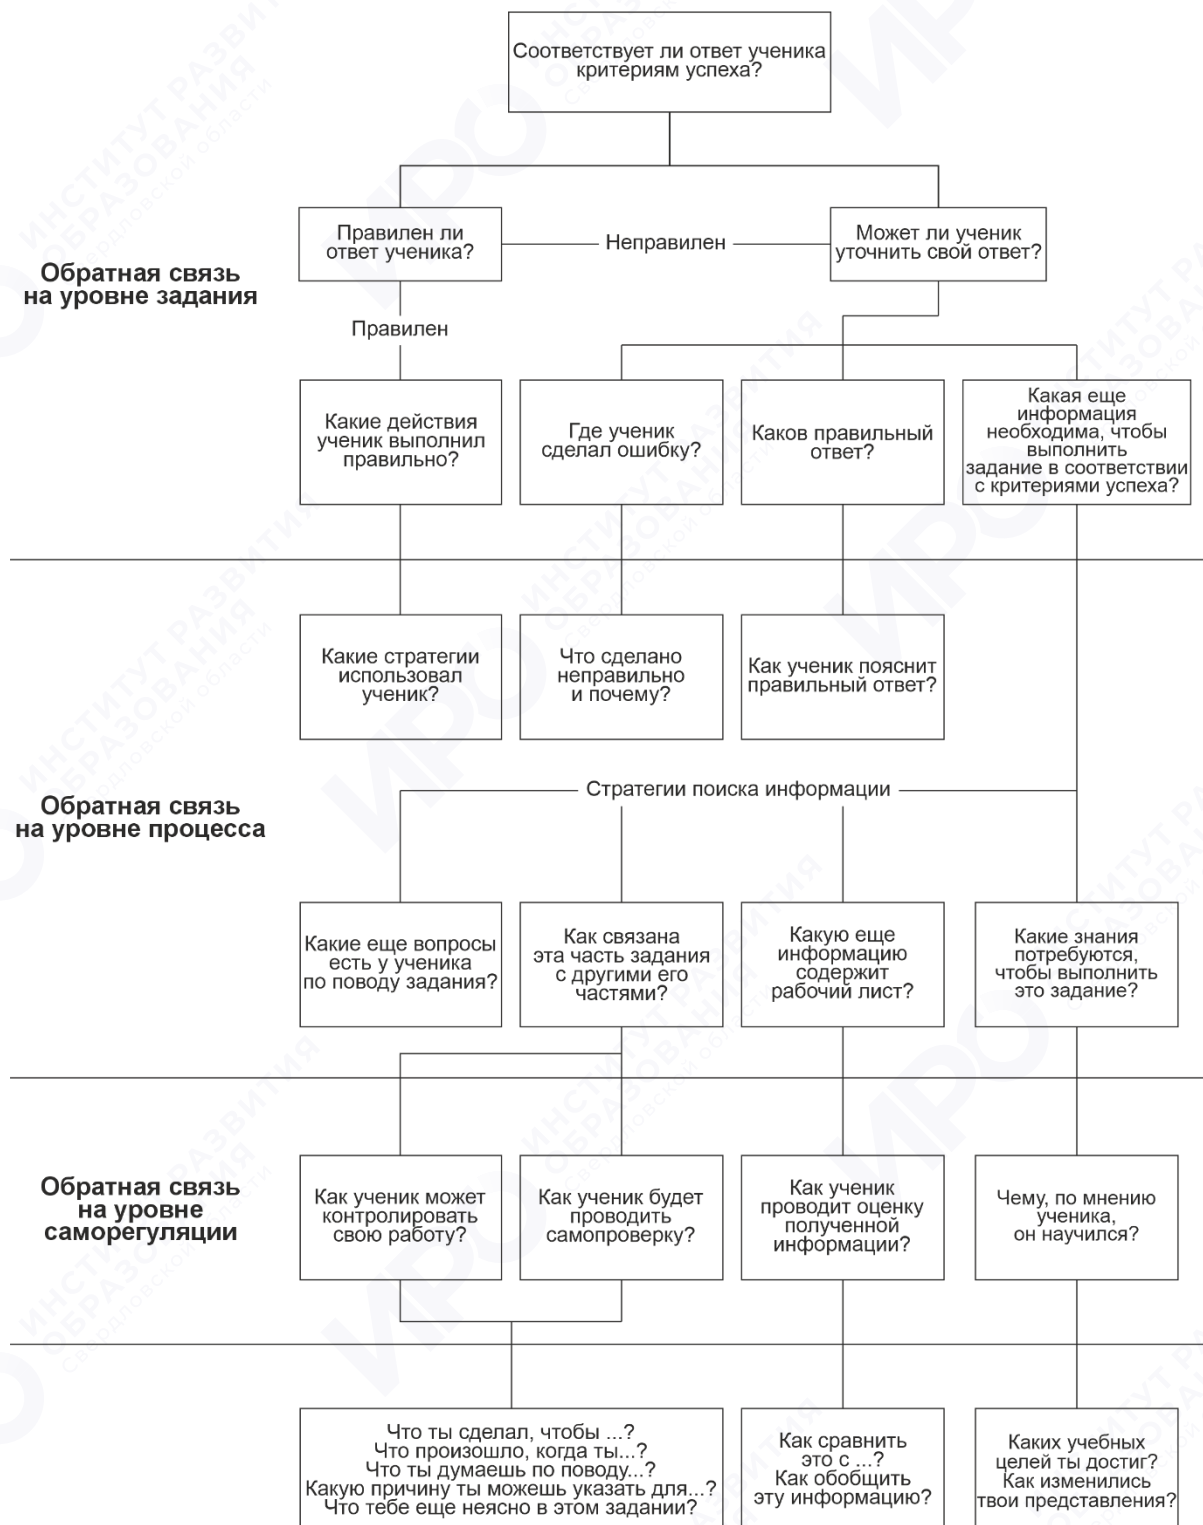 Соответствует ли ответ ученика
критериям успеха?
Правилен ли
ответ ученика?
Неправилен
Может ли ученик
уточнить свой ответ?
Обратная связь
на уровне задания
Правилен
Какие действия
ученик выполнил
правильно?
Где ученик
сделал ошибку?
Каков правильный
ответ?
Какая еще
информация
необходима, чтобы
выполнить
задание в соответствии
с критериями успеха?
Какие стратегии
использовал
ученик?
Что сделано
неправильно
и почему?
Как ученик пояснит
правильный ответ?
Обратная связь
на уровне процесса
Стратегии поиска информации
Какие еще вопросы
есть у ученика
по поводу задания?
Как связана
эта часть задания
с другими его
частями?
Какую еще
информацию
содержит
рабочий лист?
Какие знания
потребуются,
чтобы выполнить
это задание?
Обратная связь
на уровне
саморегуляции
Как ученик может
контролировать
свою работу?
Как ученик будет
проводить
самопроверку?
Как ученик
проводит оценку
полученной
информации?
Чему, по мнению
ученика,
он научился?
Что ты сделал, чтобы ...?
Что произошло, когда ты...?
Что ты думаешь по поводу...?
Какую причину ты можешь указать для...?
Что тебе еще неясно в этом задании?
Как сравнить
это с ...?
Как обобщить
эту информацию?
Каких учебных
целей ты достиг?
Как изменились
твои представления?
ИРО
ИНСТИТУТ РАЗВИТИЯ
ОБРАЗОВАНИЯ
Свердловской области